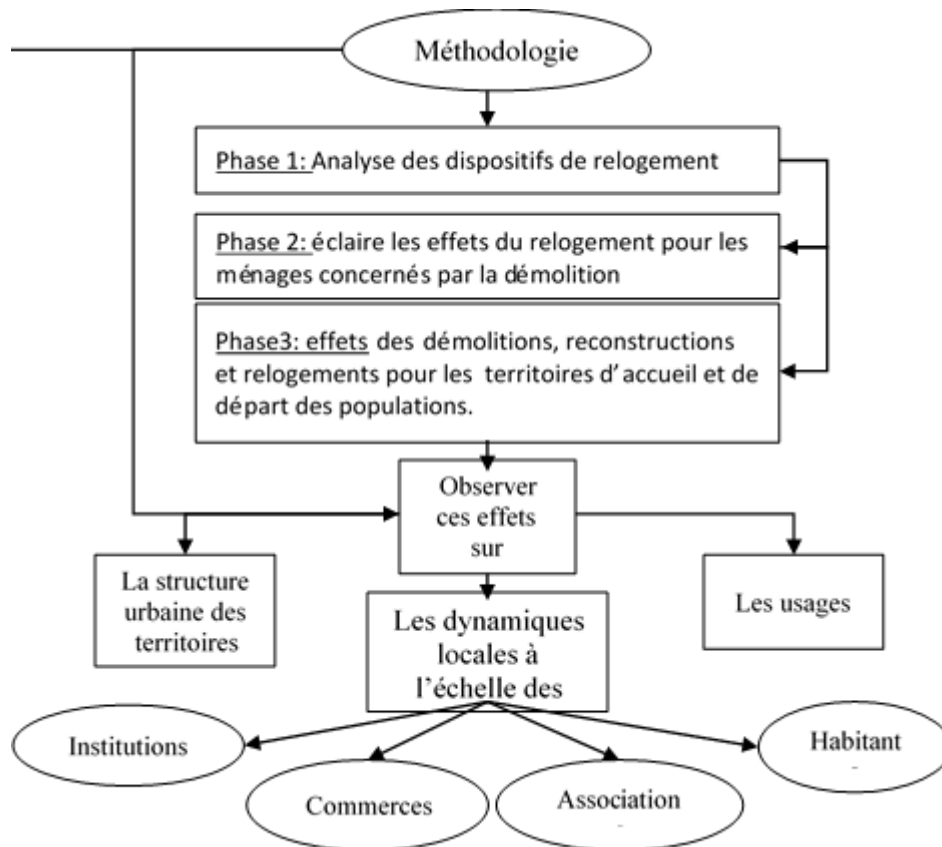 Méthodologie
Phase 1: Analyse des dispositifs de relogement
Phase 2: éclaire les effets du relogement pour les
ménages concernés par la démolition
Phase3: effets des démolitions, reconstructions
et relogements pour les territoires d'accueil et de
départ des populations.
Observer
ces effets
sur
La structure
urbaine des
territoires
Les dynamiques
locales à
l'échelle des
Les usages
Institutions
Commerces
Association
Habitant